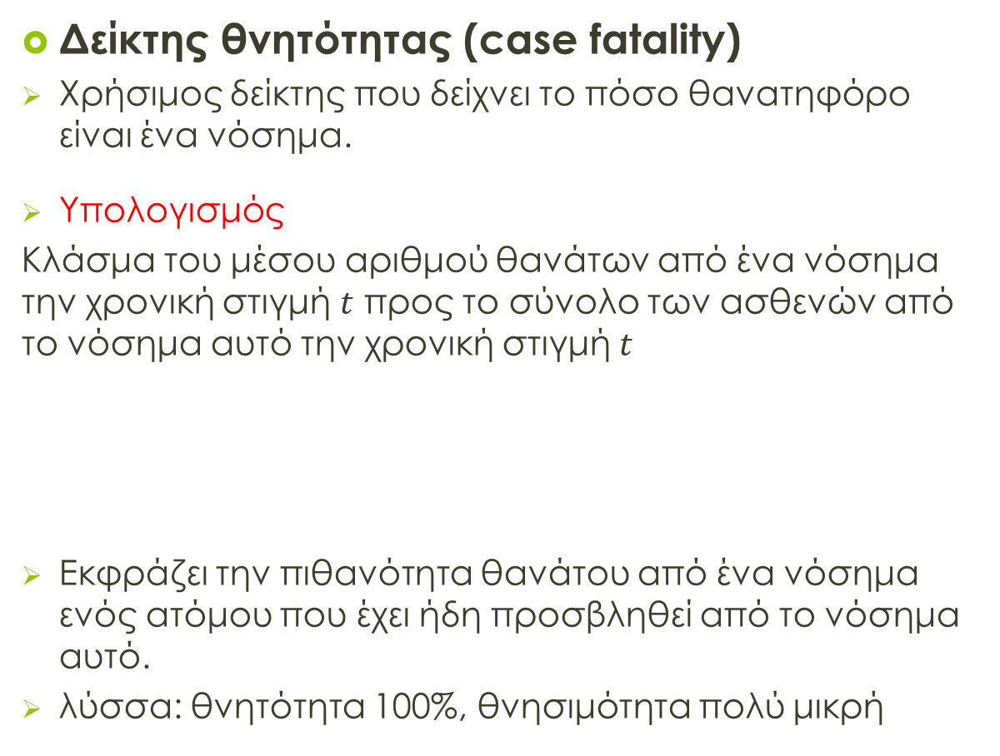 Δείκτης θνητότητας (case fatality)
Χρήσιμος δείκτης που δείχνει το πόσο θανατηφόρο
είναι ένα νόσημα.
Υπολογισμός
Κλάσμα του μέσου αριθμού θανάτων από ένα νόσημα
την χρονική στιγμή t προς το σύνολο των ασθενών από
το νόσημα αυτό την χρονική στιγμή t
Εκφράζει την πιθανότητα θανάτου από ένα νόσημα
ενός ατόμου που έχει ήδη προσβληθεί από το νόσημα
αυτό.
λύσσα: θνητότητα 100%, θνησιμότητα πολύ μικρή